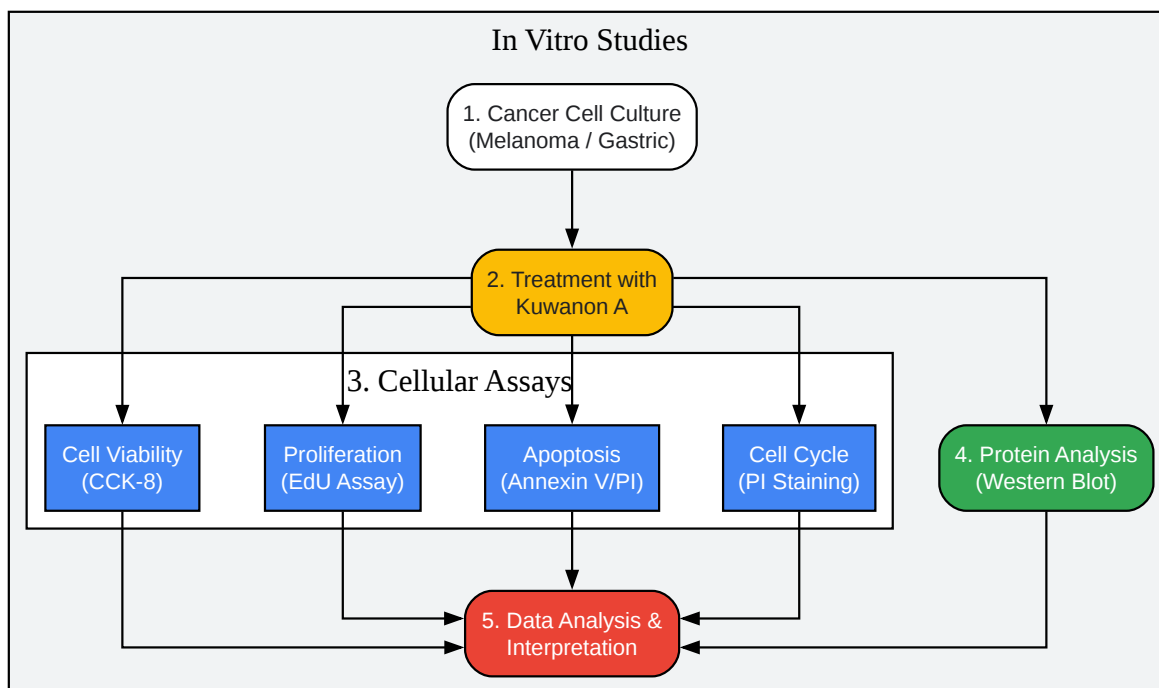 In Vitro Studies
1. Cancer Cell Culture
(Melanoma / Gastric)
2. Treatment with
Kuwanon A
3. Cellular Assays
Cell Viability
(CCK-8)
Proliferation
(EdU Assay)
Apoptosis
(Annexin V/PI)
Cell Cycle
(PI Staining)
4. Protein Analysis
(Western Blot)
5. Data Analysis &
Interpretation